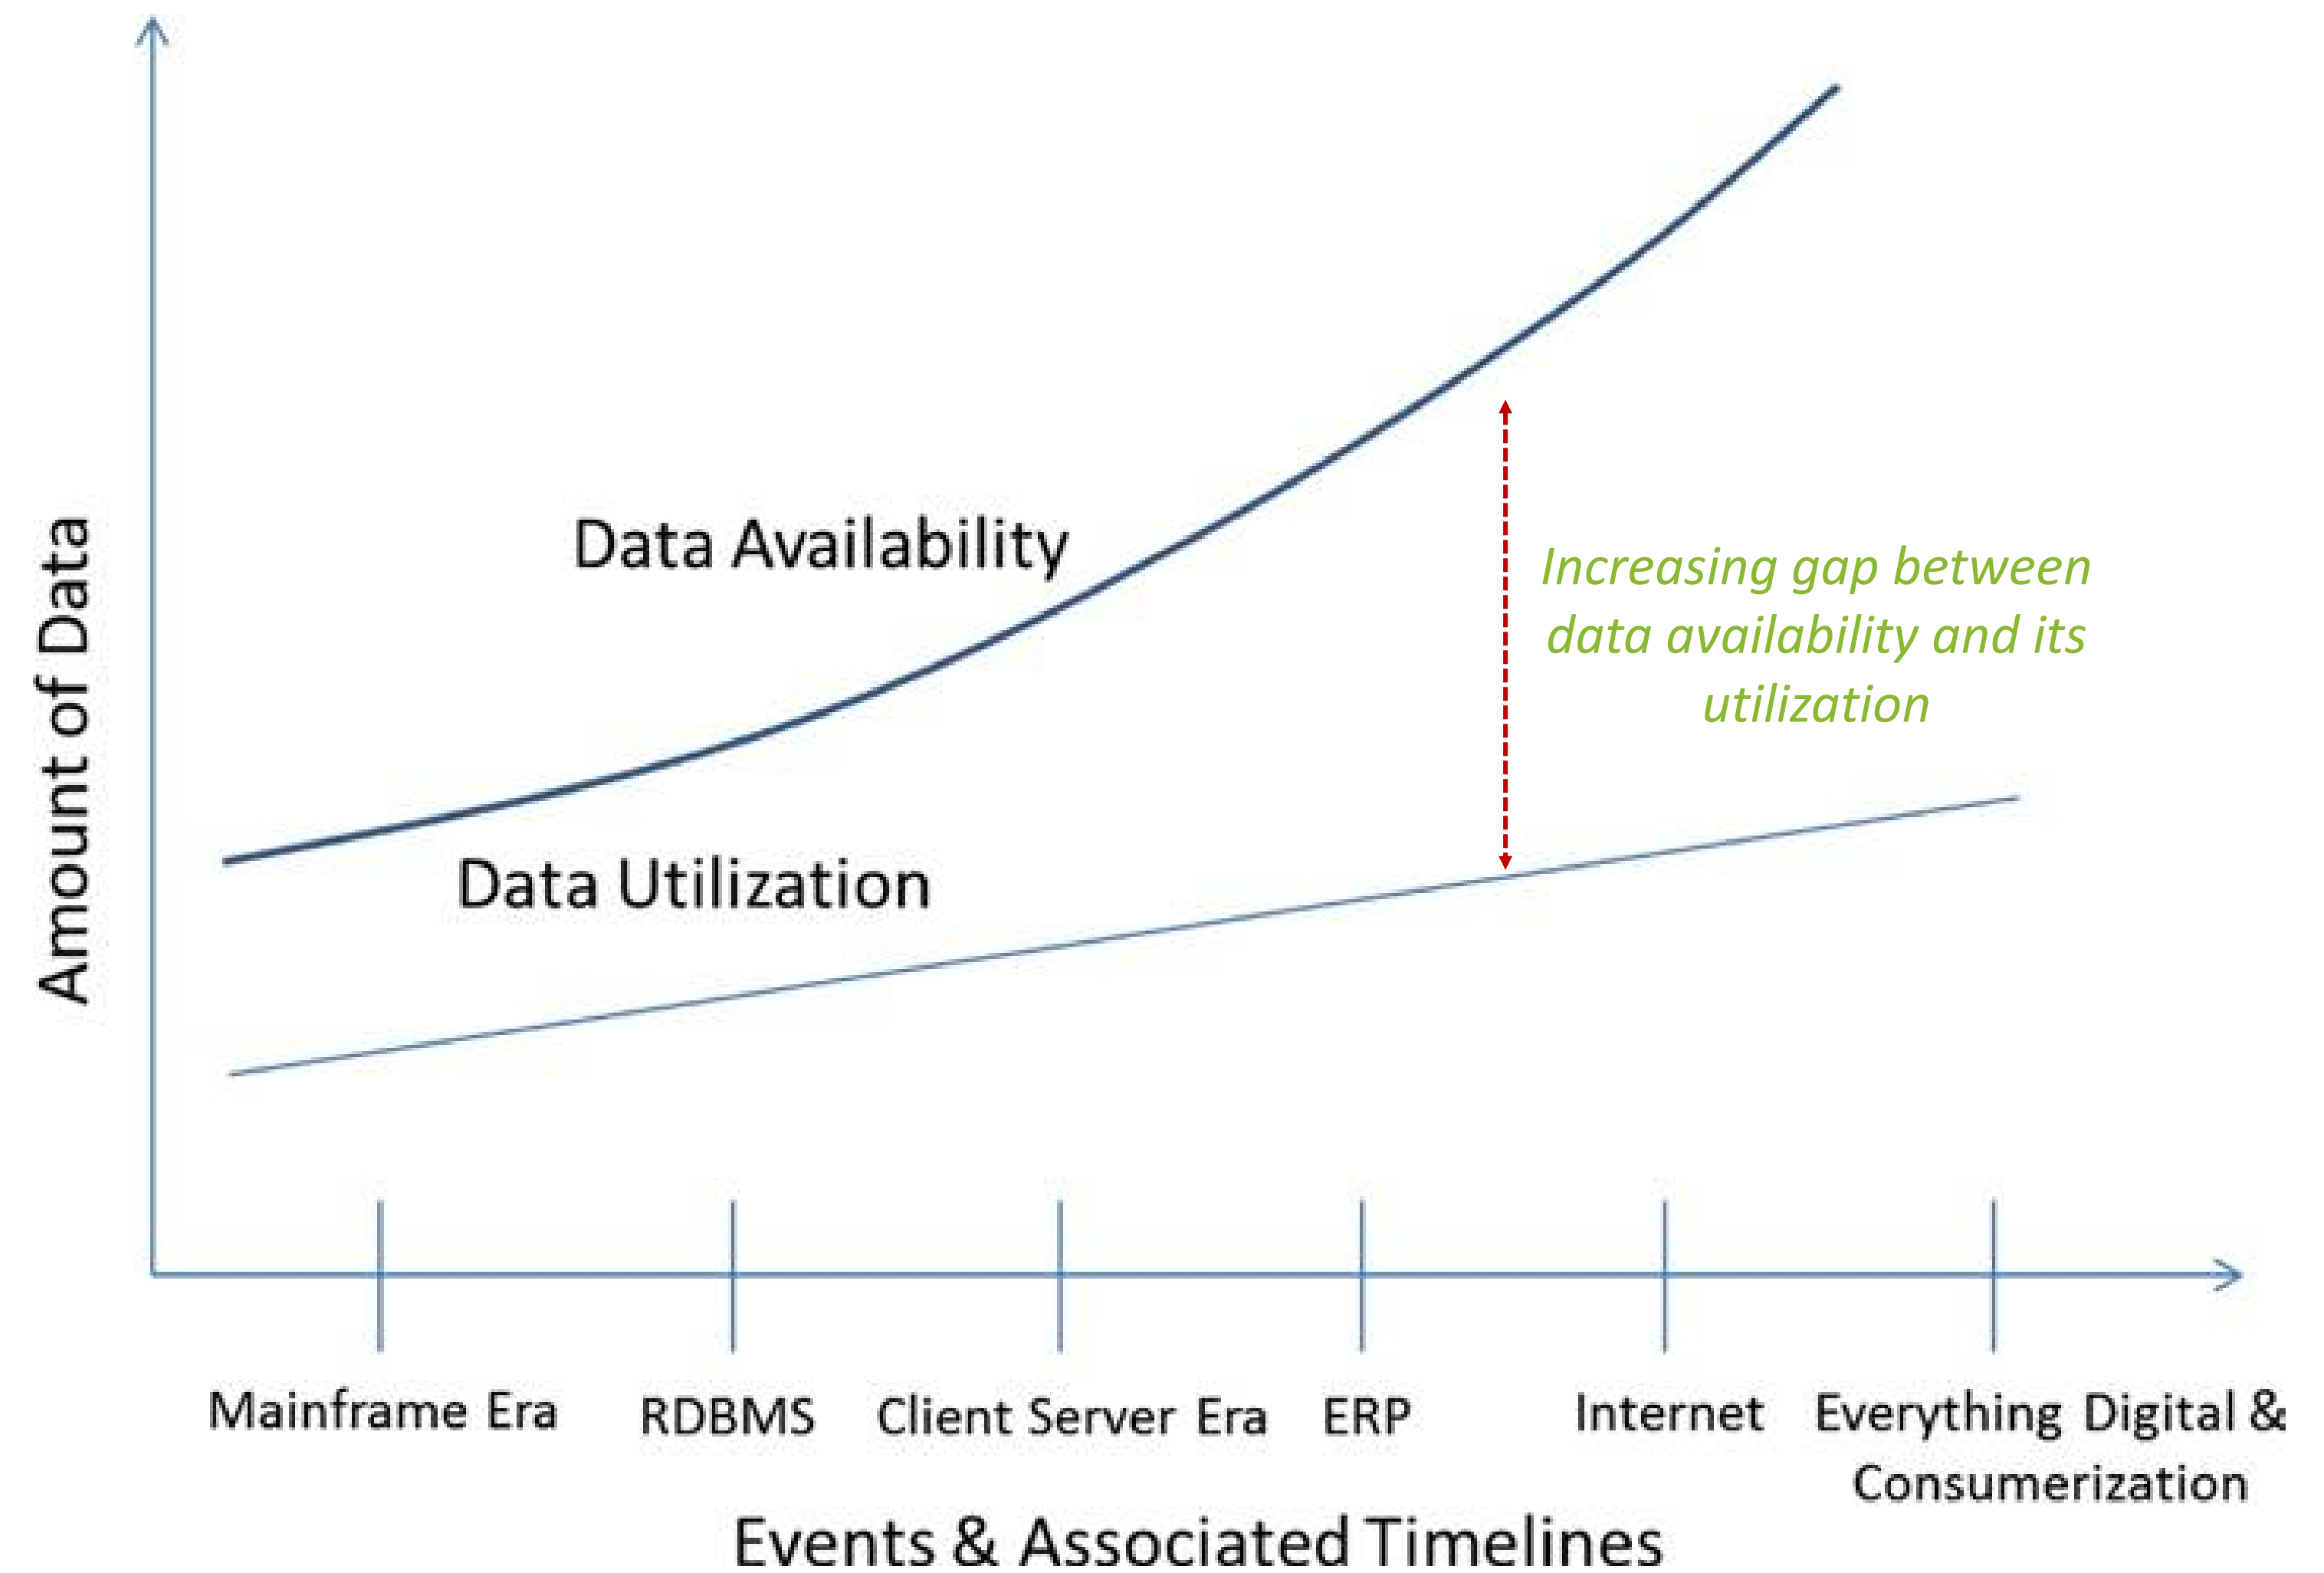 Amount of Data
Data Availability
Increasing gap between
data availability and its
utilization
Data Utilization
Mainframe Era
RDBMS
Client Server Era
ERP
Internet
Everything Digital &
Consumerization
Events & Associated Timelines